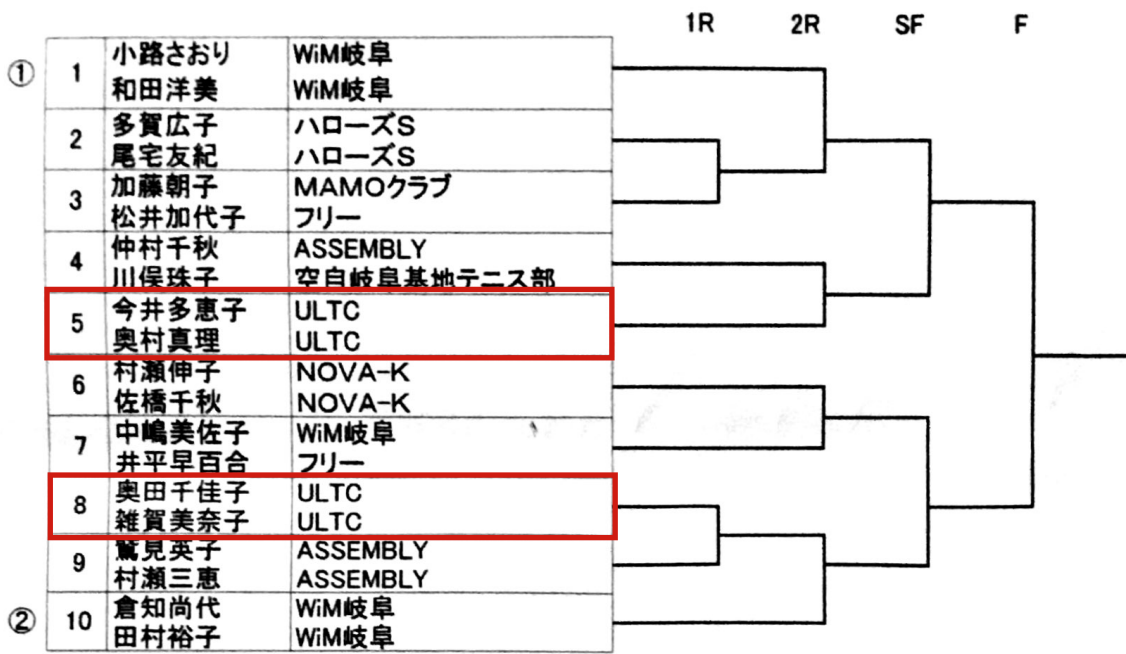 1R 2R SF F
① 1 小路さおり WiM岐阜
和田洋美 WiM岐阜
2 多賀広子 ハローズS
尾宅友紀 ハローズS
3 加藤朝子 MAMOクラブ
松井加代子 フリー
4 仲村千秋 ASSEMBLY
川俣珠子 空自岐阜基地テニス部
5 今井多恵子 ULTC
奥村真理 ULTC
6 村瀬伸子 NOVA-K
佐橋千秋 NOVA-K
7 中嶋美佐子 WiM岐阜
井平早百合 フリー
8 奥田千佳子 ULTC
雑賀美奈子 ULTC
9 鷲見英子 ASSEMBLY
村瀬三恵 ASSEMBLY
② 10 倉知尚代 WiM岐阜
田村裕子 WiM岐阜